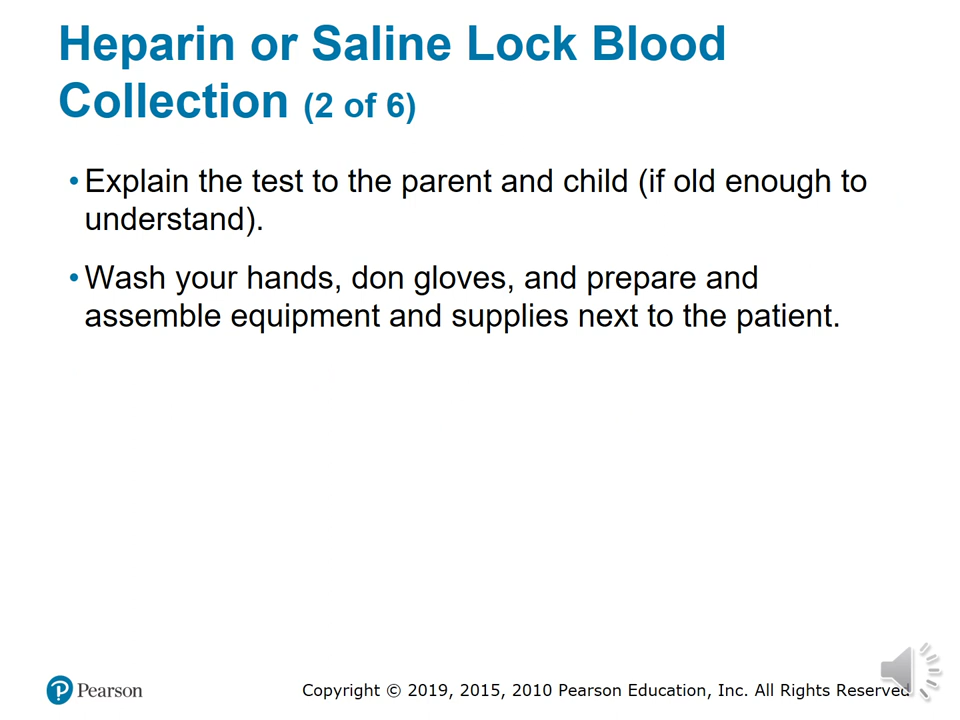 Heparin or Saline Lock Blood
Collection (2 of 6)
• Explain the test to the parent and child (if old enough to
understand).
• Wash your hands, don gloves, and prepare and
assemble equipment and supplies next to the patient.
Pearson
Copyright © 2019, 2015, 2010 Pearson Education, Inc. All Rights Reserved